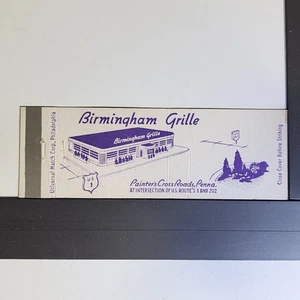 Universal Match Corp., Philadelphia
Birmingham Grille
Birmingham Grille
U S
1
Painter's Cross Roads, Penna.
AT INTERSECTION OF U.S. ROUTES 1 AND 202
Close Cover Before Striking